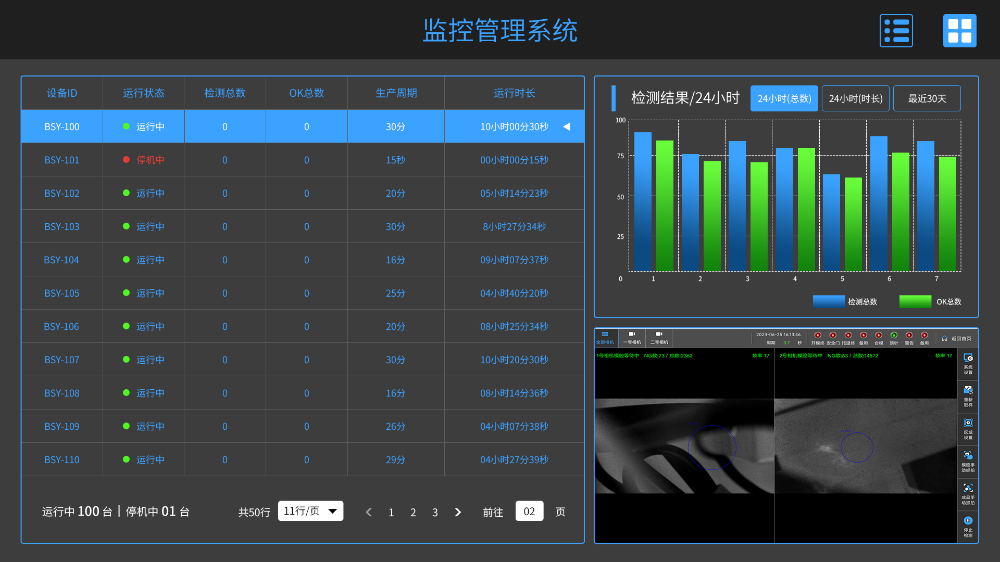 监控管理系统
设备ID 运行状态 检测总数 OK总数 生产周期 运行时长
BSY-100 运行中 0 0 30分 10小时00分30秒
BSY-101 停机中 0 0 15秒 00小时00分15秒
BSY-102 运行中 0 0 20分 05小时14分23秒
BSY-103 运行中 0 0 30分 8小时27分34秒
BSY-104 运行中 0 0 16分 09小时07分37秒
BSY-105 运行中 0 0 25分 04小时40分20秒
BSY-106 运行中 0 0 20分 08小时25分34秒
BSY-107 运行中 0 0 30分 10小时20分30秒
BSY-108 运行中 0 0 16分 08小时14分36秒
BSY-109 运行中 0 0 26分 04小时07分38秒
BSY-110 运行中 0 0 29分 04小时27分39秒
运行中 100 台 | 停机中 01 台
共50行 11行/页 1 2 3 前往 02 页
检测结果/24小时 24小时(总数) 24小时(时长) 最近30天
100
75
50
25
0 1 2 3 4 5 6 7
检测总数 OK总数
全部相机 一号相机 二号相机
2023-06-25 16:13:46
周期 3.7 秒
开模终 安全门 托退终 备用 合模 顶针 警告 备用
返回首页
1号相机模腔等待中 NG数:73 / 总数:2362 帧率 17
2号相机模腔等待中 NG数:63 / 总数:14572 帧率 17
系统
设置
重新
取样
区域
设置
模腔手
动抓拍
成品手
动抓拍
停止
检测